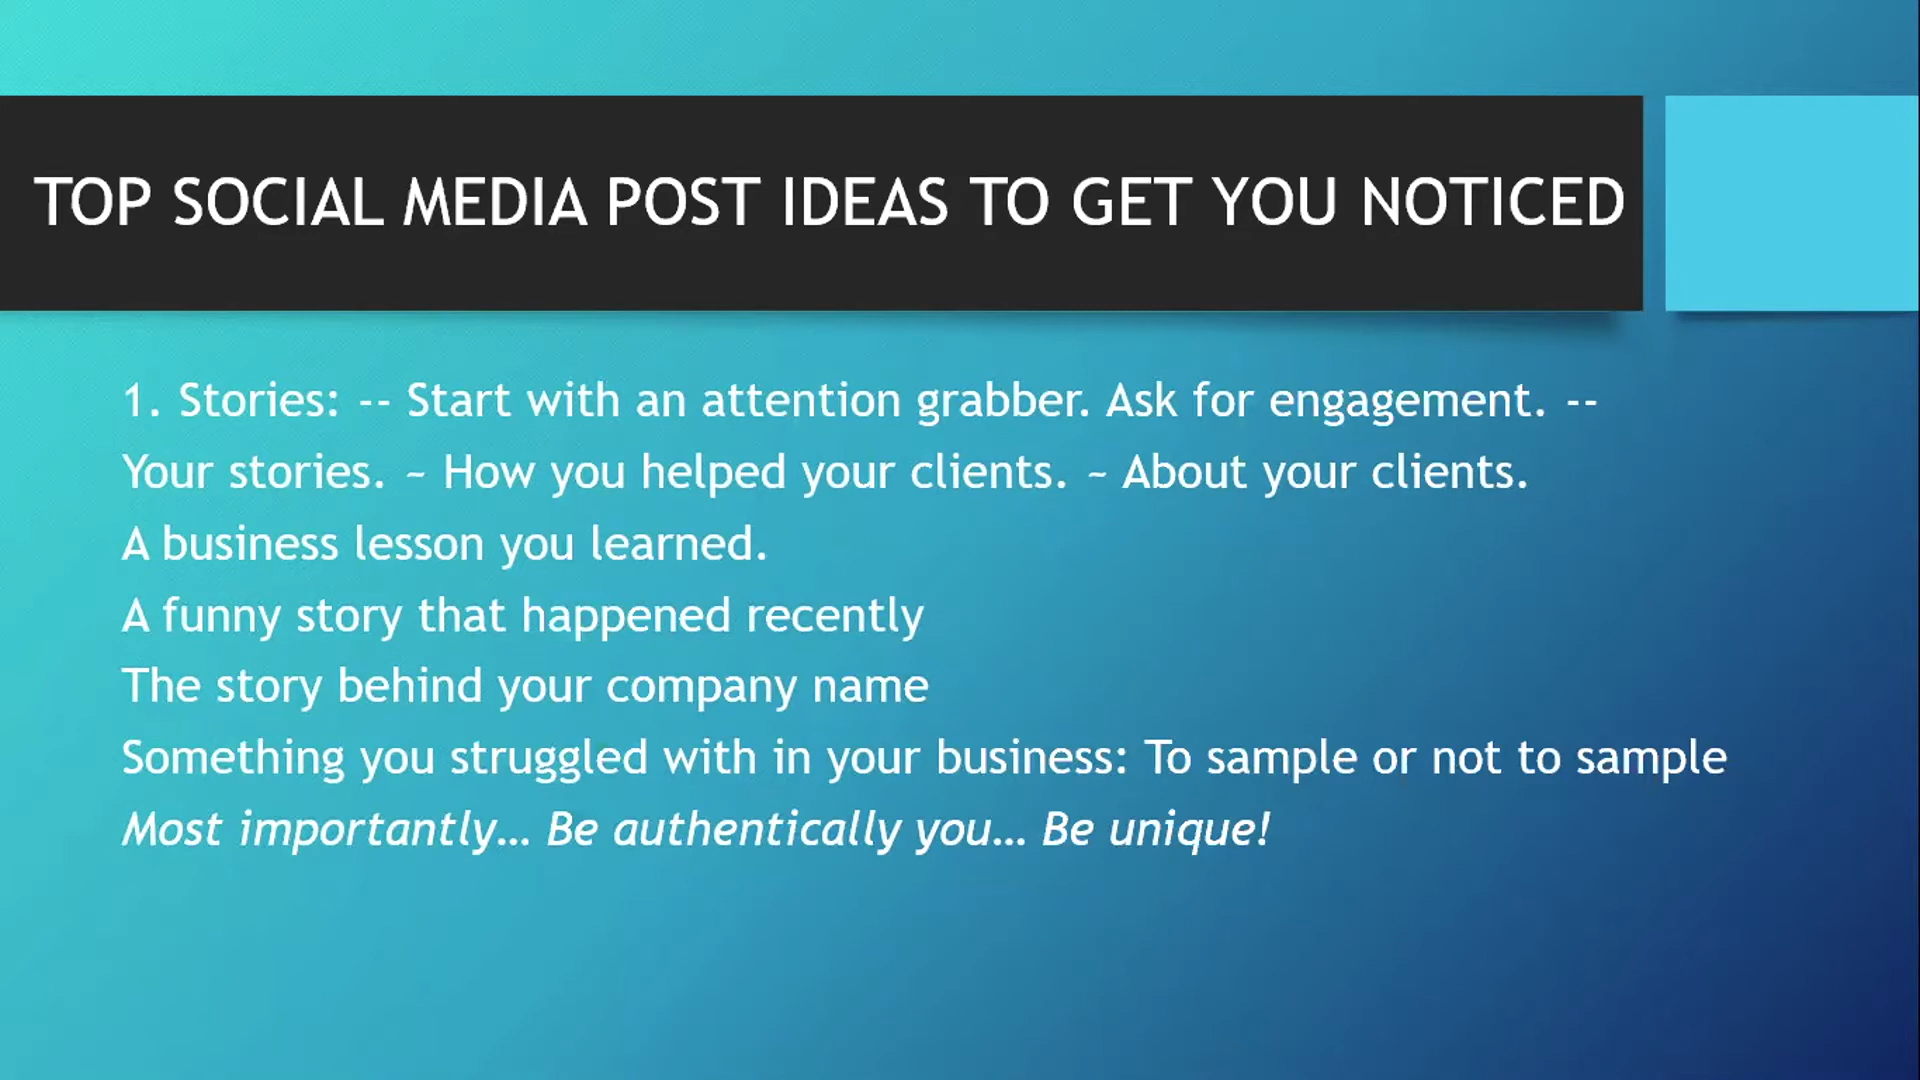 TOP SOCIAL MEDIA POST IDEAS TO GET YOU NOTICED
1. Stories: -- Start with an attention grabber. Ask for engagement. --
Your stories. ~ How you helped your clients. ~ About your clients.
A business lesson you learned.
A funny story that happened recently
The story behind your company name
Something you struggled with in your business: To sample or not to sample
Most importantly... Be authentically you... Be unique!